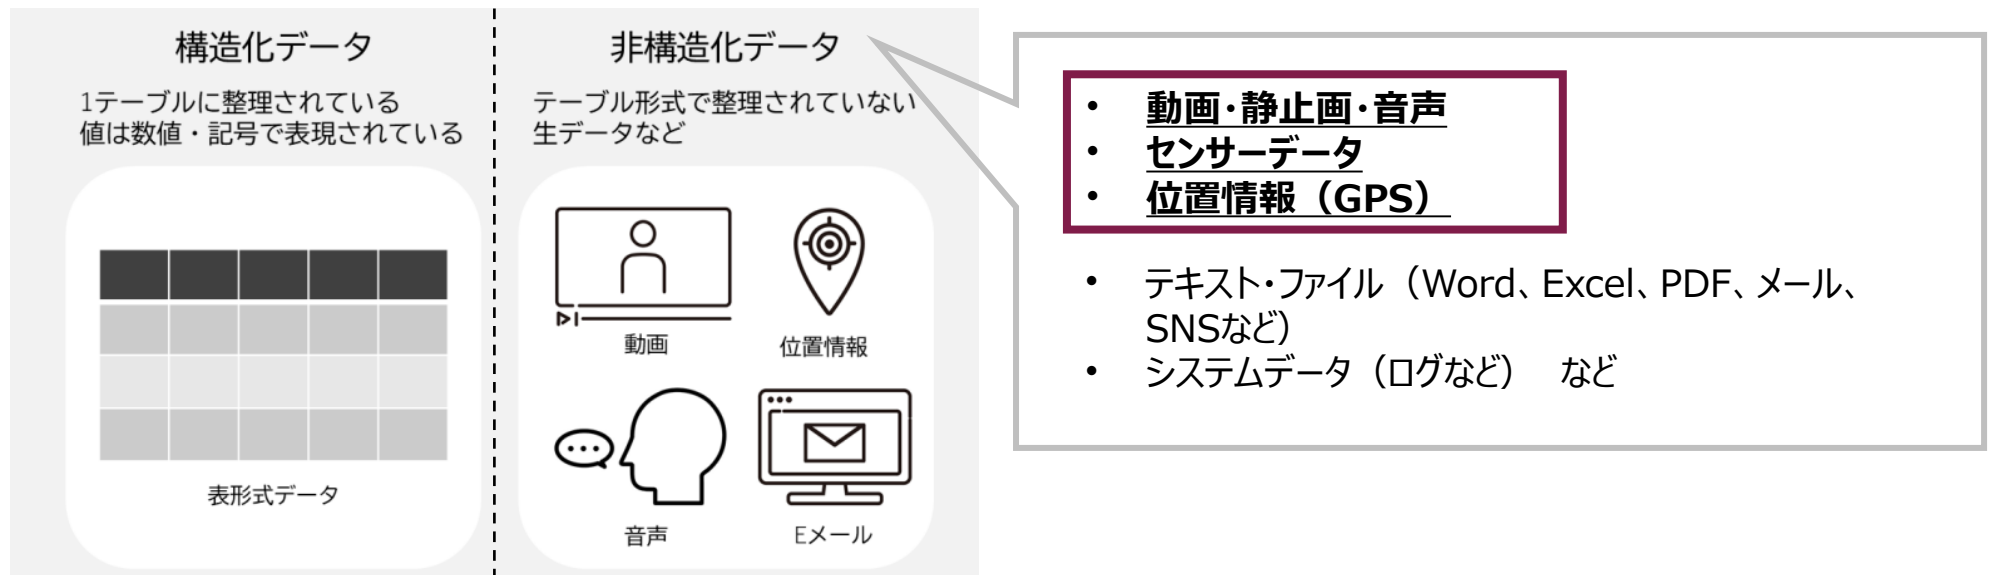 構造化データ
1テーブルに整理されている
値は数値・記号で表現されている
表形式データ
非構造化データ
テーブル形式で整理されていない
生データなど
動画
位置情報
音声
Eメール
• 動画・静止画・音声
• センサーデータ
• 位置情報（GPS）
• テキスト・ファイル（Word、Excel、PDF、メール、
SNSなど）
• システムデータ（ログなど）　など